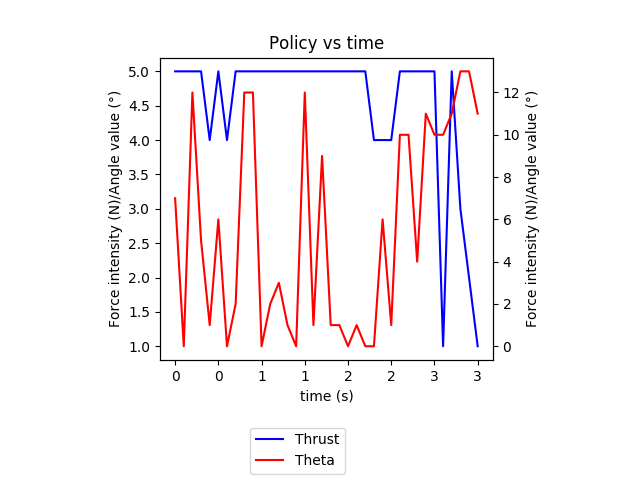 Policy vs time
Force intensity (N)/Angle value (°)
5.0
4.5
4.0
3.5
3.0
2.5
2.0
1.5
1.0
12
10
8
6
4
2
0
Force intensity (N)/Angle value (°)
0 0 1 1 2 2 3 3
time (s)
Thrust
Theta